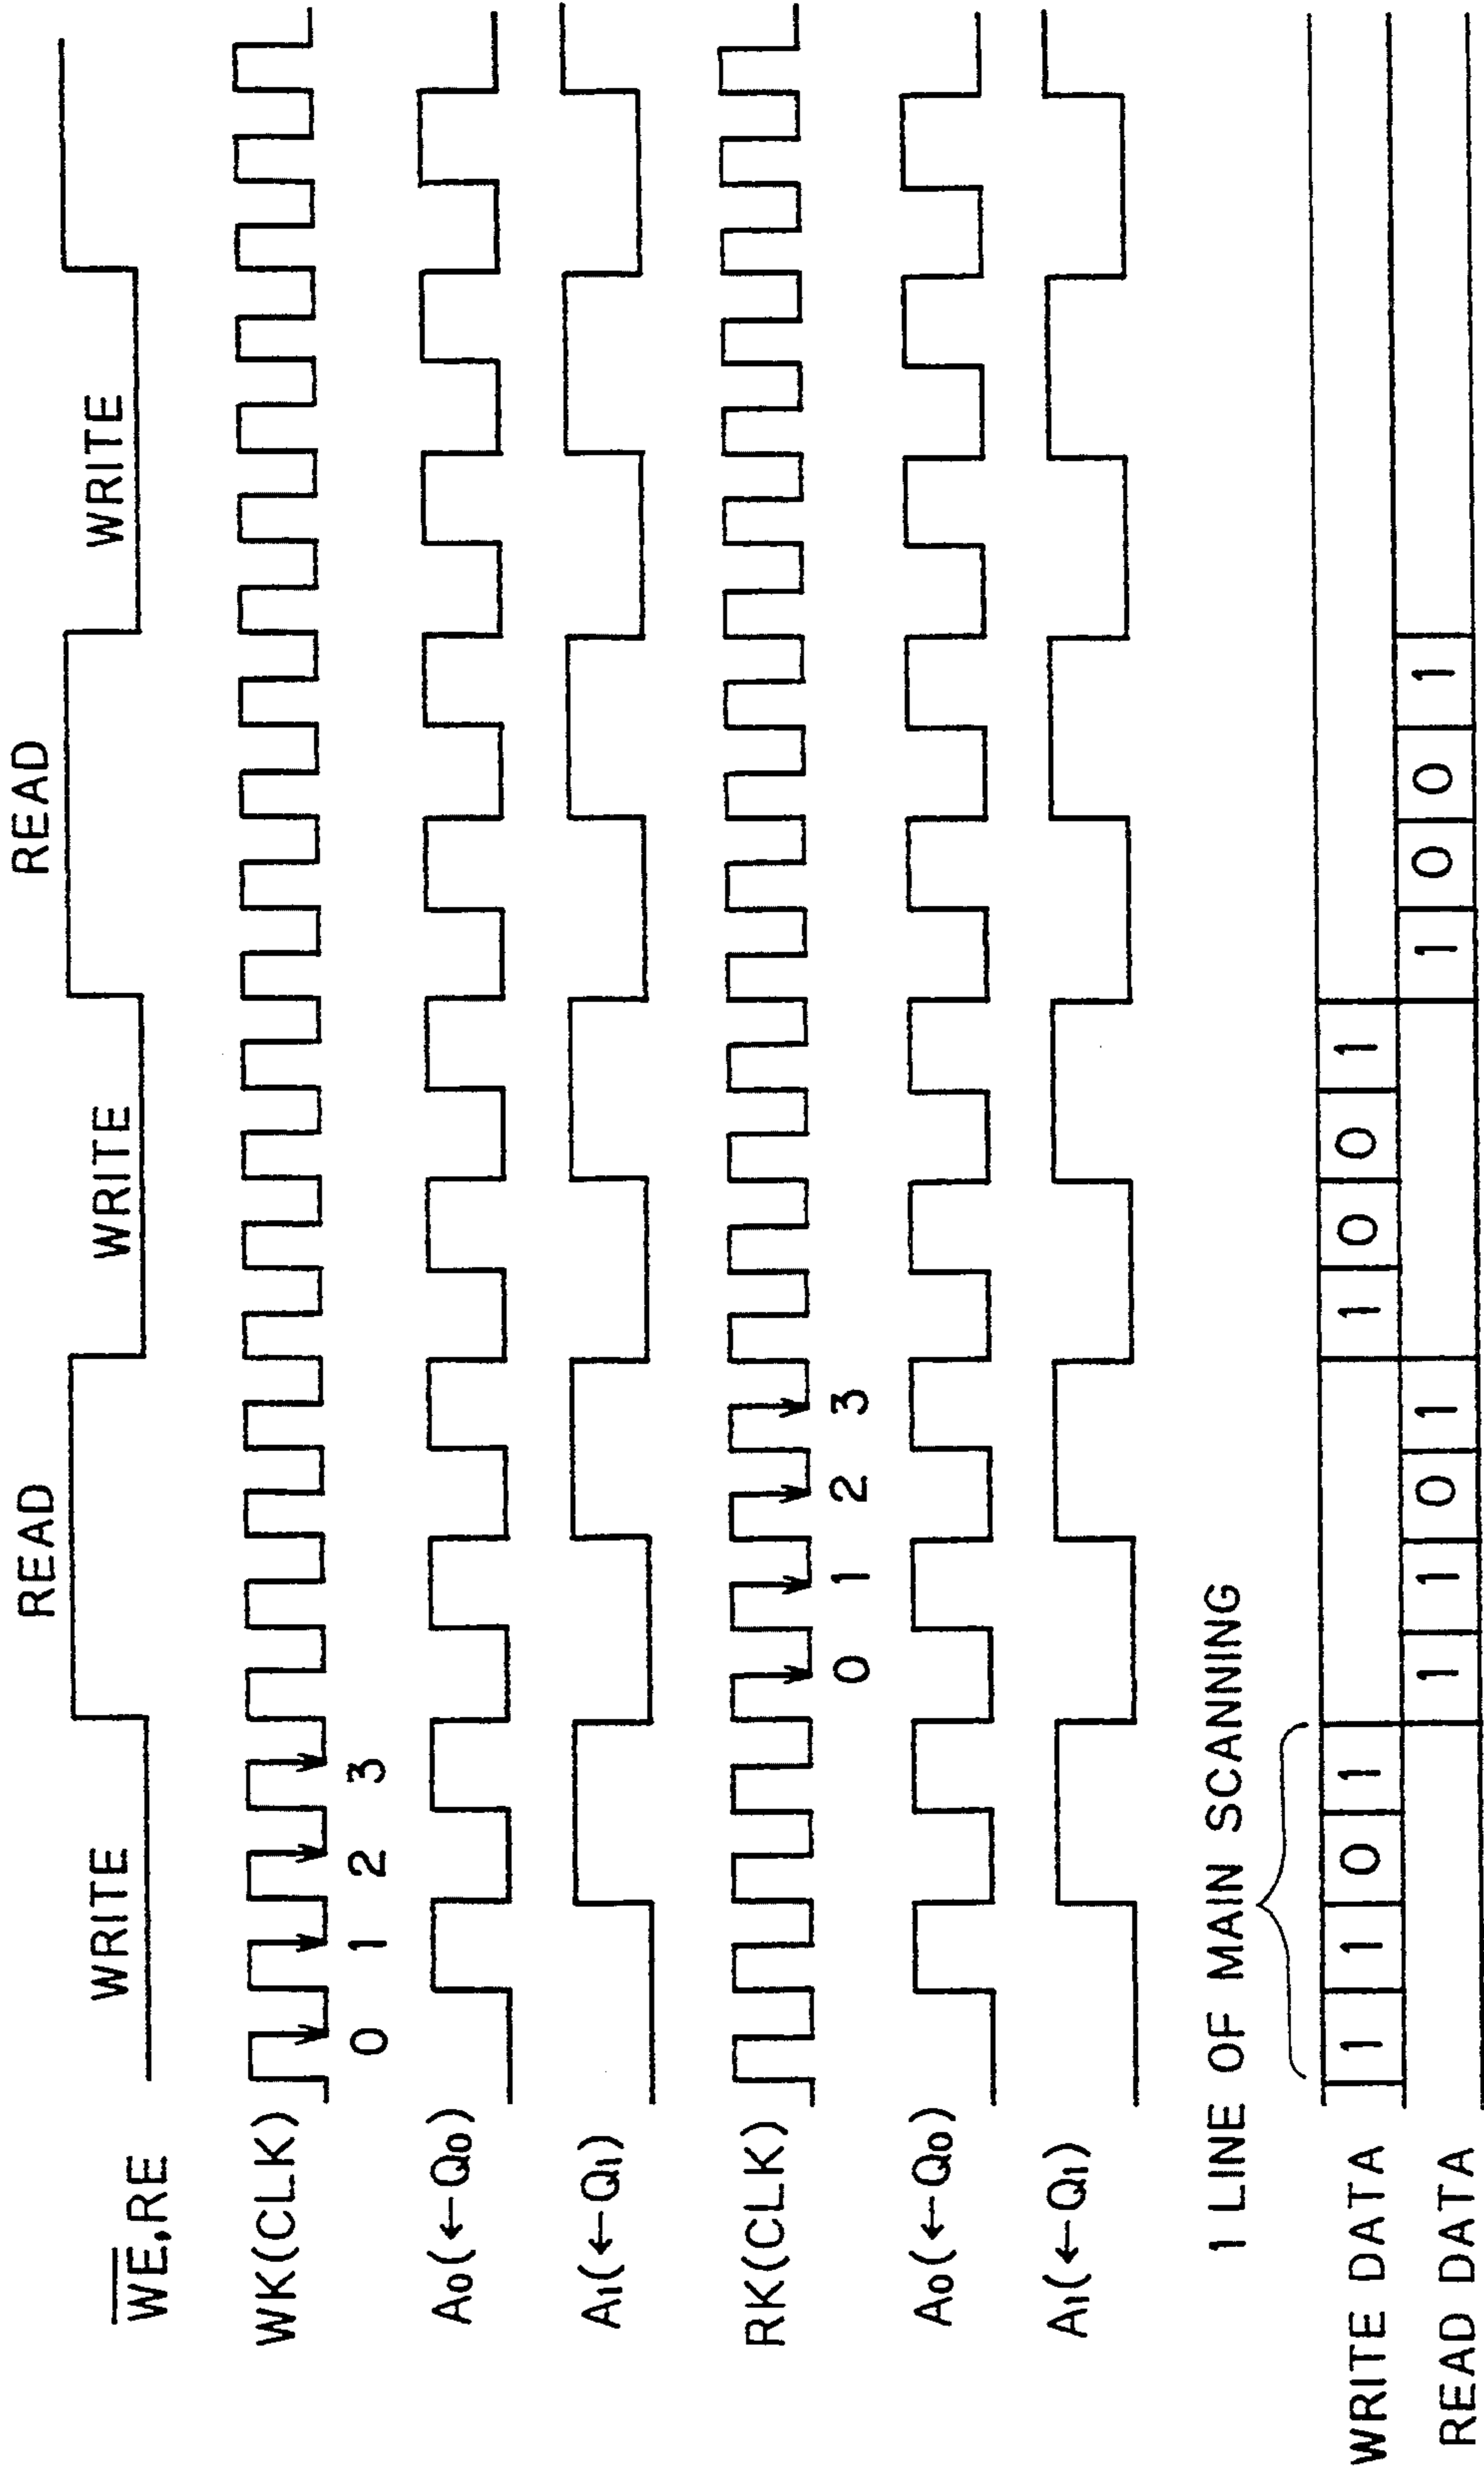 WRITE READ WRITE READ WRITE
W̅E̅,RE
WK(CLK)
0 1 2 3
A₀(←Q₀)
A₁(←Q₁)
RK(CLK)
0 1 2 3
A₀(←Q₀)
A₁(←Q₁)
1 LINE OF MAIN SCANNING
WRITE DATA 1 1 0 1 1 0 0 1
READ DATA 1 1 0 1 1 0 0 1